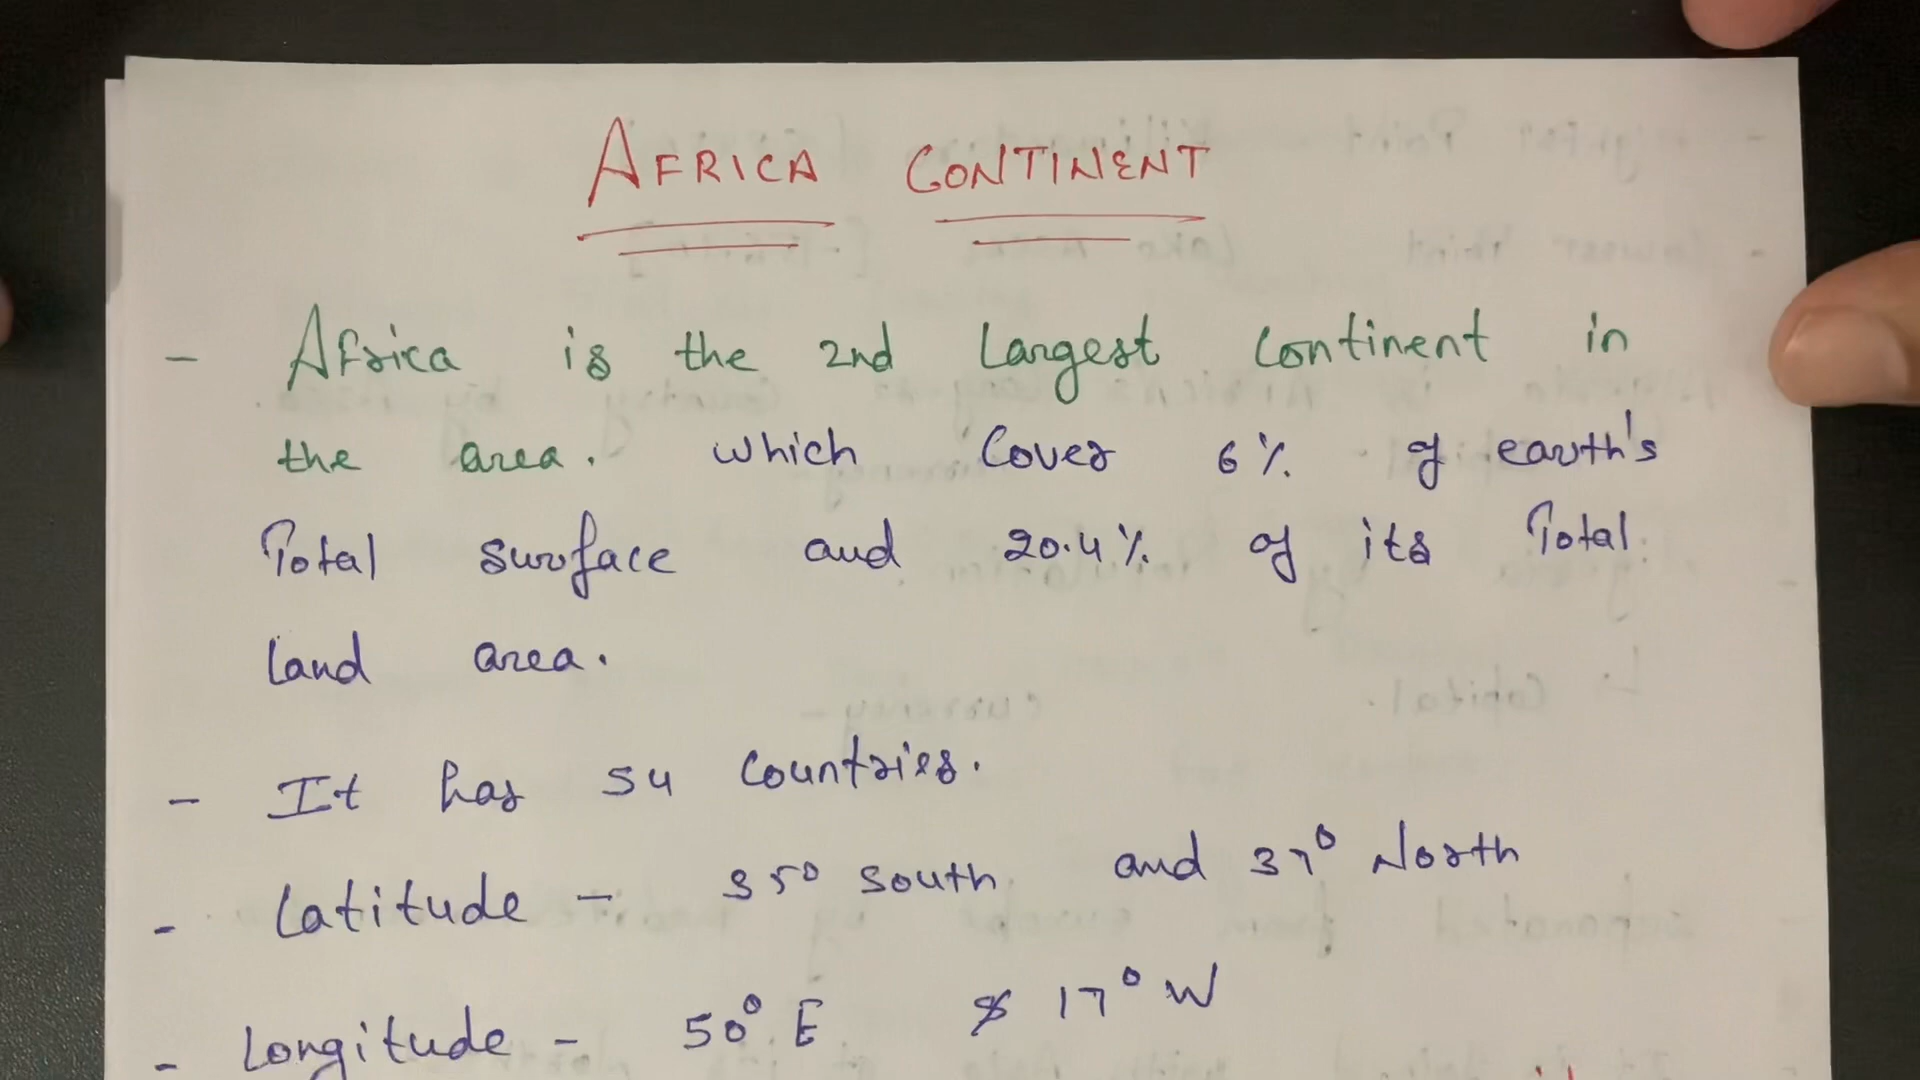 AFRICA CONTINENT
- Africa is the 2nd Largest Continent in
the area. which Cover 6% of earth's
Total surface and 20.4% of its Total
Land area.
- It has 54 Countries.
- Latitude - 35° South and 37° North
- Longitude - 50° E & 17° W